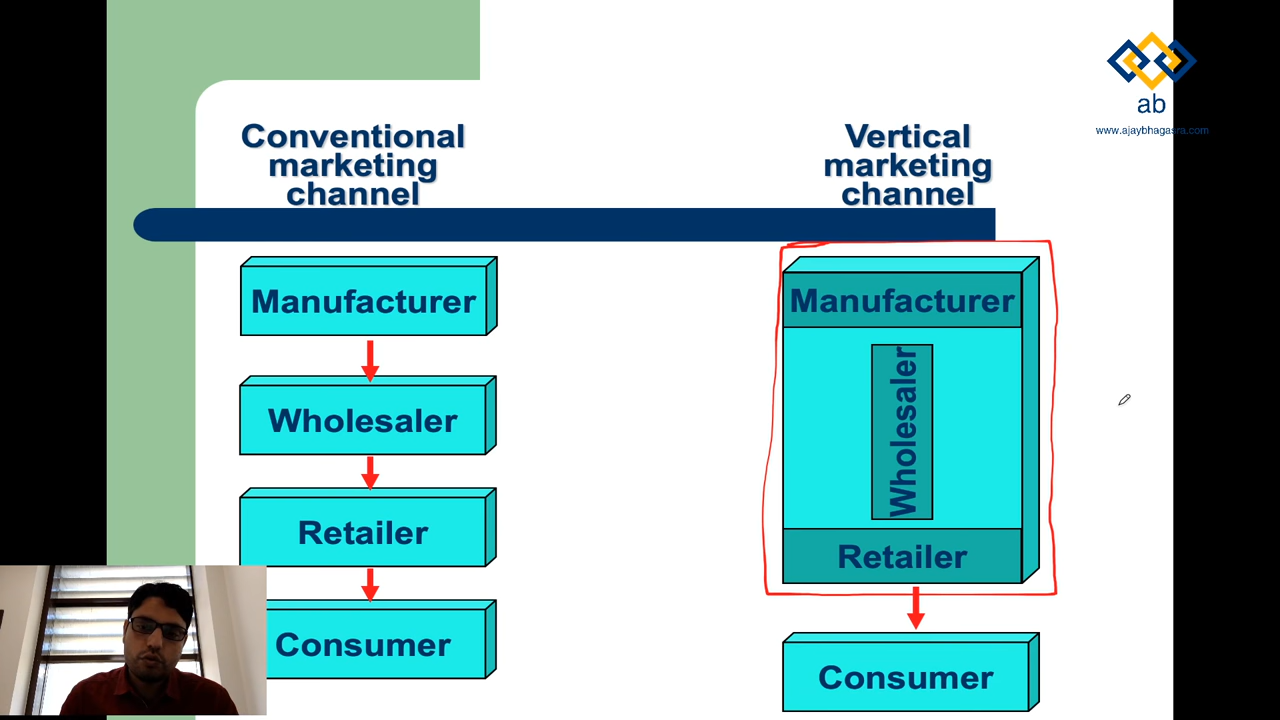 ab
www.ajaybhagasra.com
Conventional
marketing
channel
Vertical
marketing
channel
Manufacturer
Wholesaler
Retailer
Consumer
Manufacturer
Wholesaler
Retailer
Consumer